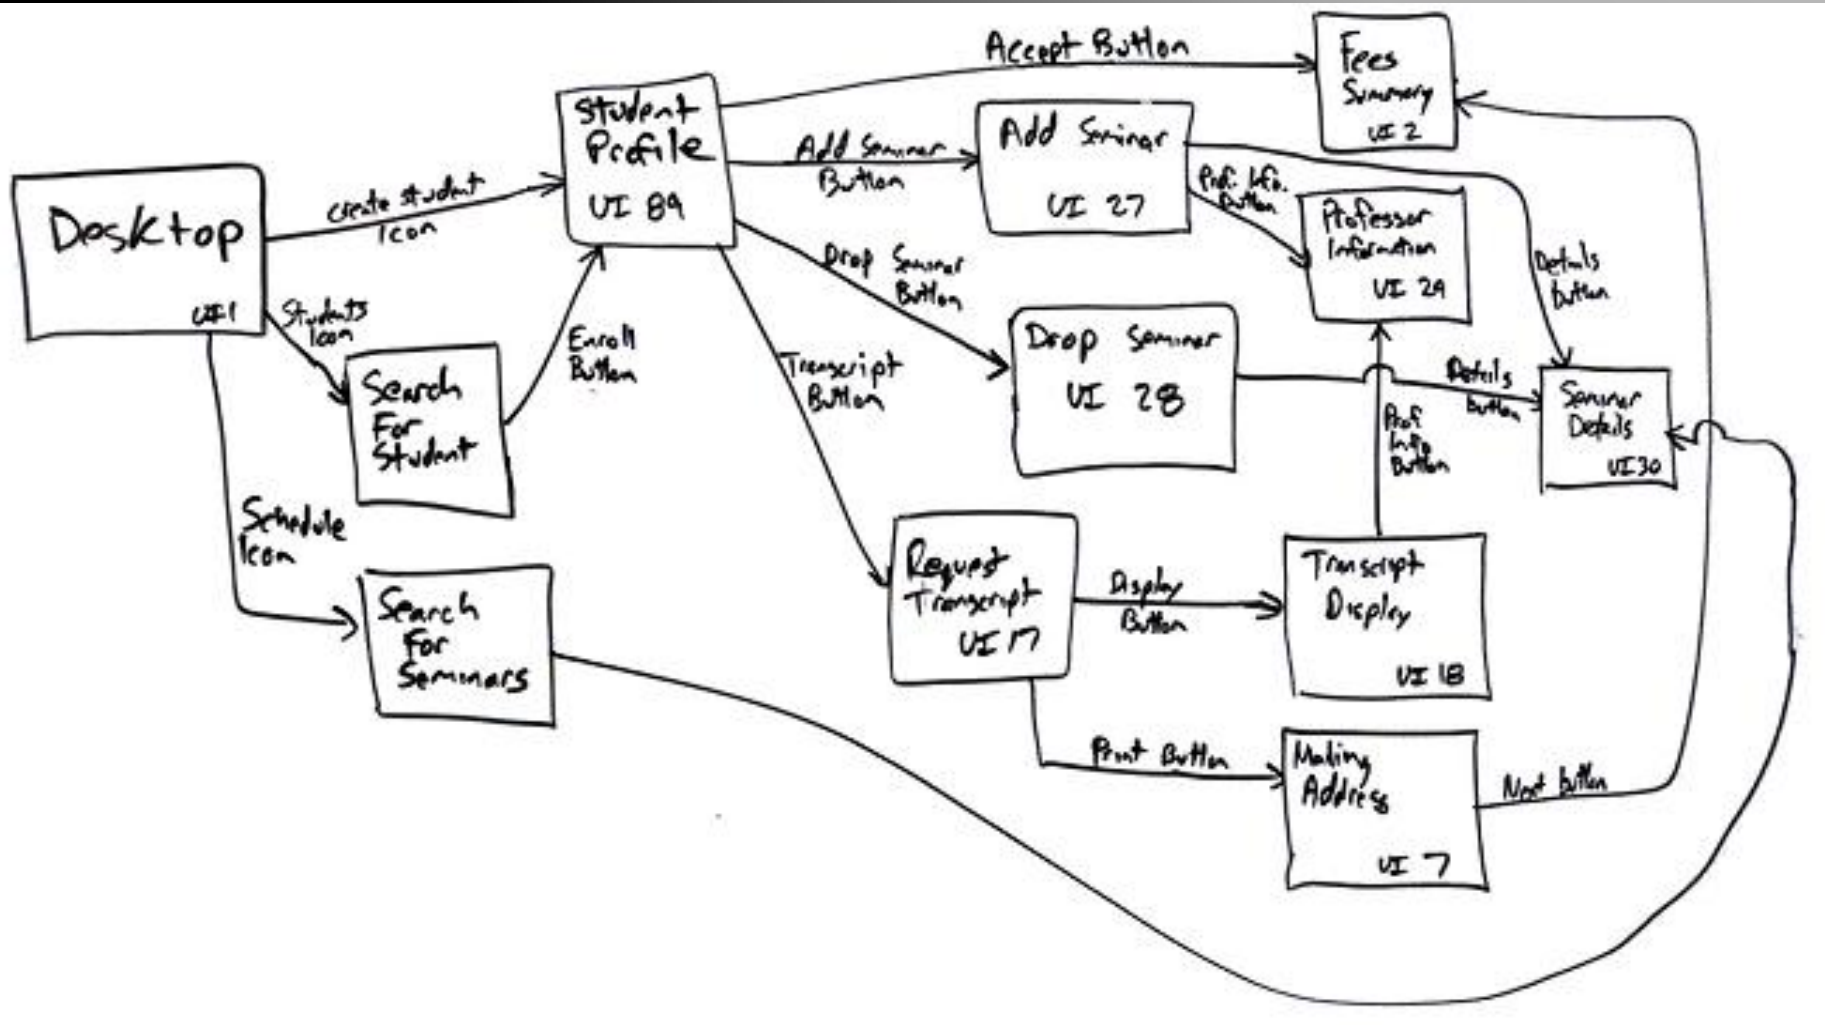 Desktop
UI 1
Create Student
Icon
Students
Icon
Schedule
Icon
Search
For
Student
Enroll
Button
Search
For
Seminars
Student
Profile
UI 89
Accept Button
Add Seminar
Button
Drop Seminar
Button
Transcript
Button
Fees
Summary
UI 2
Add Seminar
UI 27
Prof. Info.
Button
Details
Button
Professor
Information
UI 29
Drop Seminar
UI 28
Details
Button
Seminar
Details
UI 30
Prof
Info
Button
Request
Transcript
UI 17
Display
Button
Transcript
Display
UI 18
Print Button
Mailing
Address
UI 7
Next Button